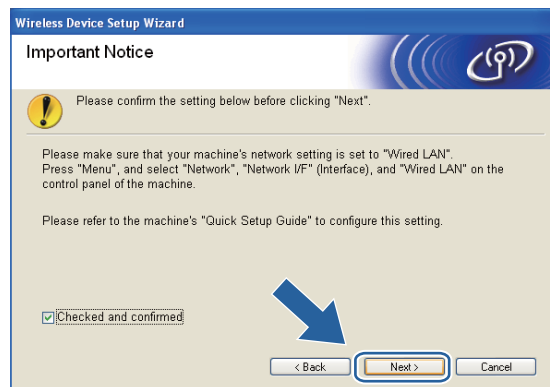 Wireless Device Setup Wizard
Important Notice
Please confirm the setting below before clicking "Next".
Please make sure that your machine's network setting is set to "Wired LAN".
Press "Menu", and select "Network", "Network I/F" (Interface), and "Wired LAN" on the
control panel of the machine.
Please refer to the machine's "Quick Setup Guide" to configure this setting.
Checked and confirmed
< Back Next > Cancel